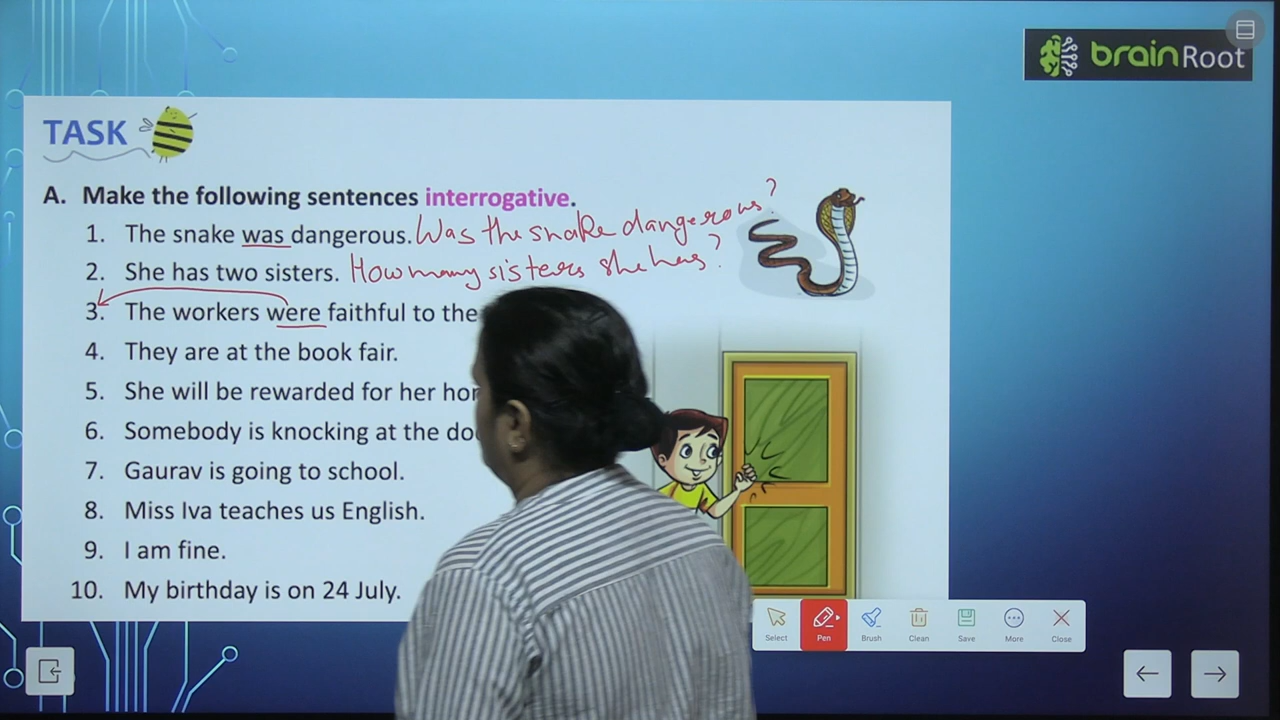 brainRoot
TASK
A. Make the following sentences interrogative.
1. The snake was dangerous. Was the snake dangerous?
2. She has two sisters. How many sisters she has?
3. The workers were faithful to the
4. They are at the book fair.
5. She will be rewarded for her
6. Somebody is knocking at the
7. Gaurav is going to school.
8. Miss Iva teaches us English.
9. I am fine.
10. My birthday is on 24 July.
Select Pen Brush Clean Save More Close